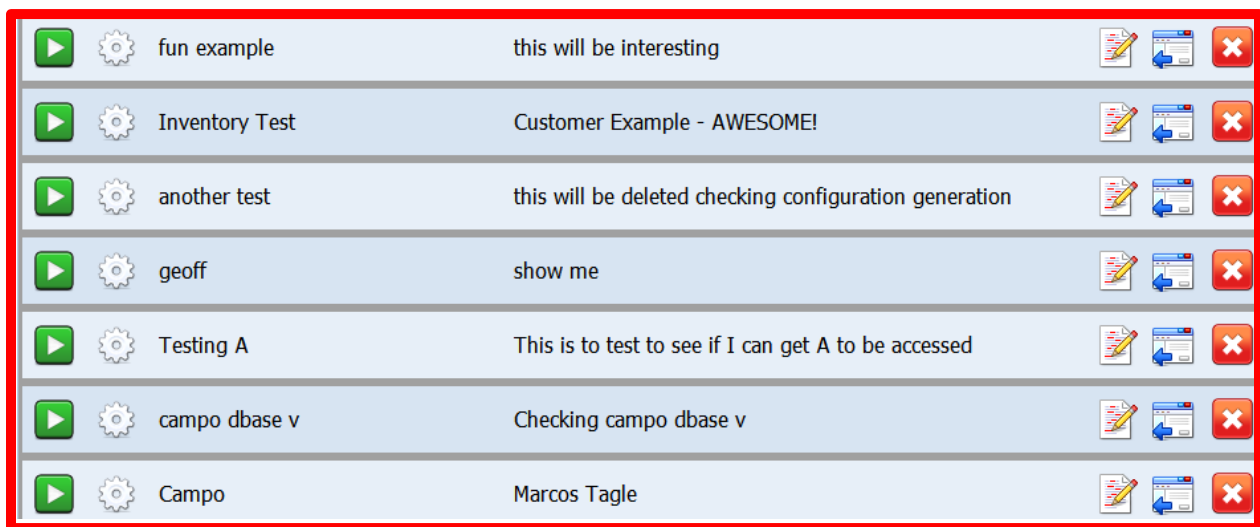 fun example this will be interesting
Inventory Test Customer Example - AWESOME!
another test this will be deleted checking configuration generation
geoff show me
Testing A This is to test to see if I can get A to be accessed
campo dbase v Checking campo dbase v
Campo Marcos Tagle